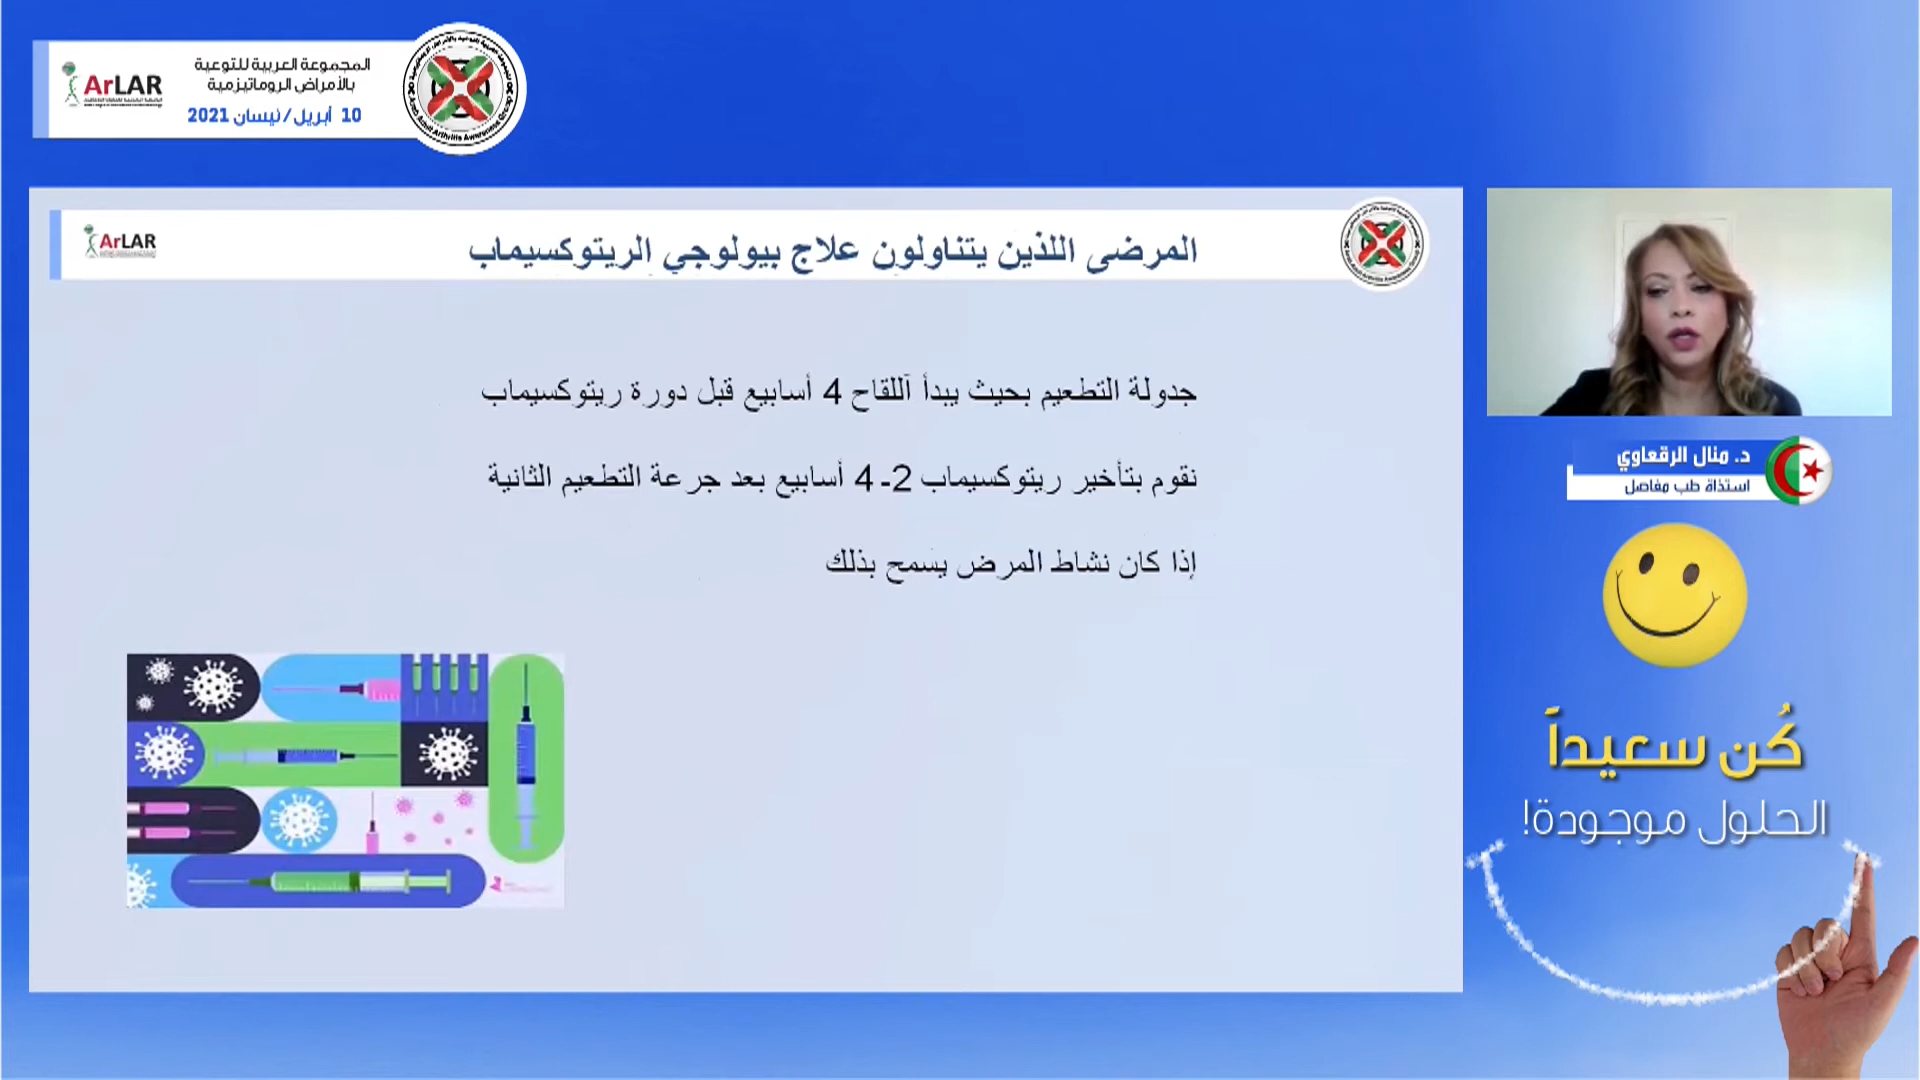 ArLAR
المجموعة العربية للتوعية
بالأمراض الروماتيزمية
10 أبريل/نيسان 2021
ArLAR
المرضى اللذين يتناولون علاج بيولوجي الريتوكسيماب
جدولة التطعيم بحيث يبدأ آللقاح 4 أسابيع قبل دورة ريتوكسيماب
نقوم بتأخير ريتوكسيماب 2- 4 أسابيع بعد جرعة التطعيم الثانية
إذا كان نشاط المرض يسمح بذلك
د. منال الرقعاوي
استذاة طب مفاصل
كُن سعيداً
الحلول موجودة!